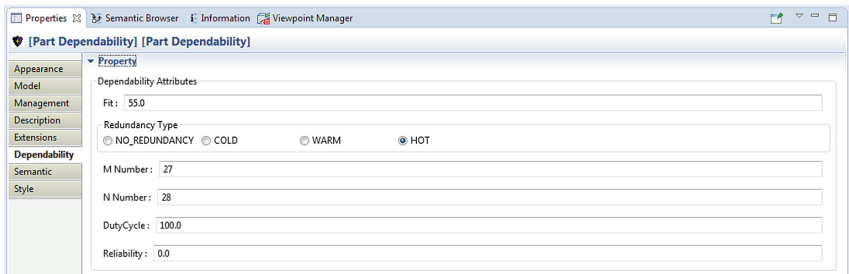 Properties Semantic Browser Information Viewpoint Manager
[Part Dependability] [Part Dependability]
Appearance
Model
Management
Description
Extensions
Dependability
Semantic
Style
Property
Dependability Attributes
Fit : 55.0
Redundancy Type
NO_REDUNDANCY COLD WARM HOT
M Number : 27
N Number : 28
DutyCycle : 100.0
Reliability : 0.0